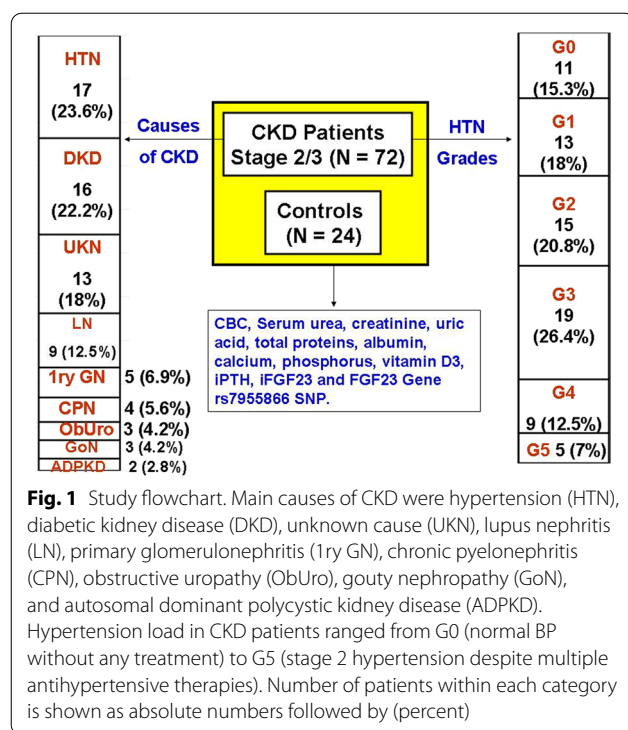 HTN
17
(23.6%)
DKD
16
(22.2%)
UKN
13
(18%)
LN
9 (12.5%)
1ry GN 5 (6.9%)
CPN 4 (5.6%)
ObUro 3 (4.2%)
GoN 3 (4.2%)
ADPKD 2 (2.8%)
Causes
of CKD
CKD Patients
Stage 2/3 (N = 72)
Controls
(N = 24)
HTN
Grades
CBC, Serum urea, creatinine, uric
acid, total proteins, albumin,
calcium, phosphorus, vitamin D3,
iPTH, iFGF23 and FGF23 Gene
rs7955866 SNP.
G0
11
(15.3%)
G1
13
(18%)
G2
15
(20.8%)
G3
19
(26.4%)
G4
9 (12.5%)
G5 5 (7%)
Fig. 1 Study flowchart. Main causes of CKD were hypertension (HTN),
diabetic kidney disease (DKD), unknown cause (UKN), lupus nephritis
(LN), primary glomerulonephritis (1ry GN), chronic pyelonephritis
(CPN), obstructive uropathy (ObUro), gouty nephropathy (GoN),
and autosomal dominant polycystic kidney disease (ADPKD).
Hypertension load in CKD patients ranged from G0 (normal BP
without any treatment) to G5 (stage 2 hypertension despite multiple
antihypertensive therapies). Number of patients within each category
is shown as absolute numbers followed by (percent)